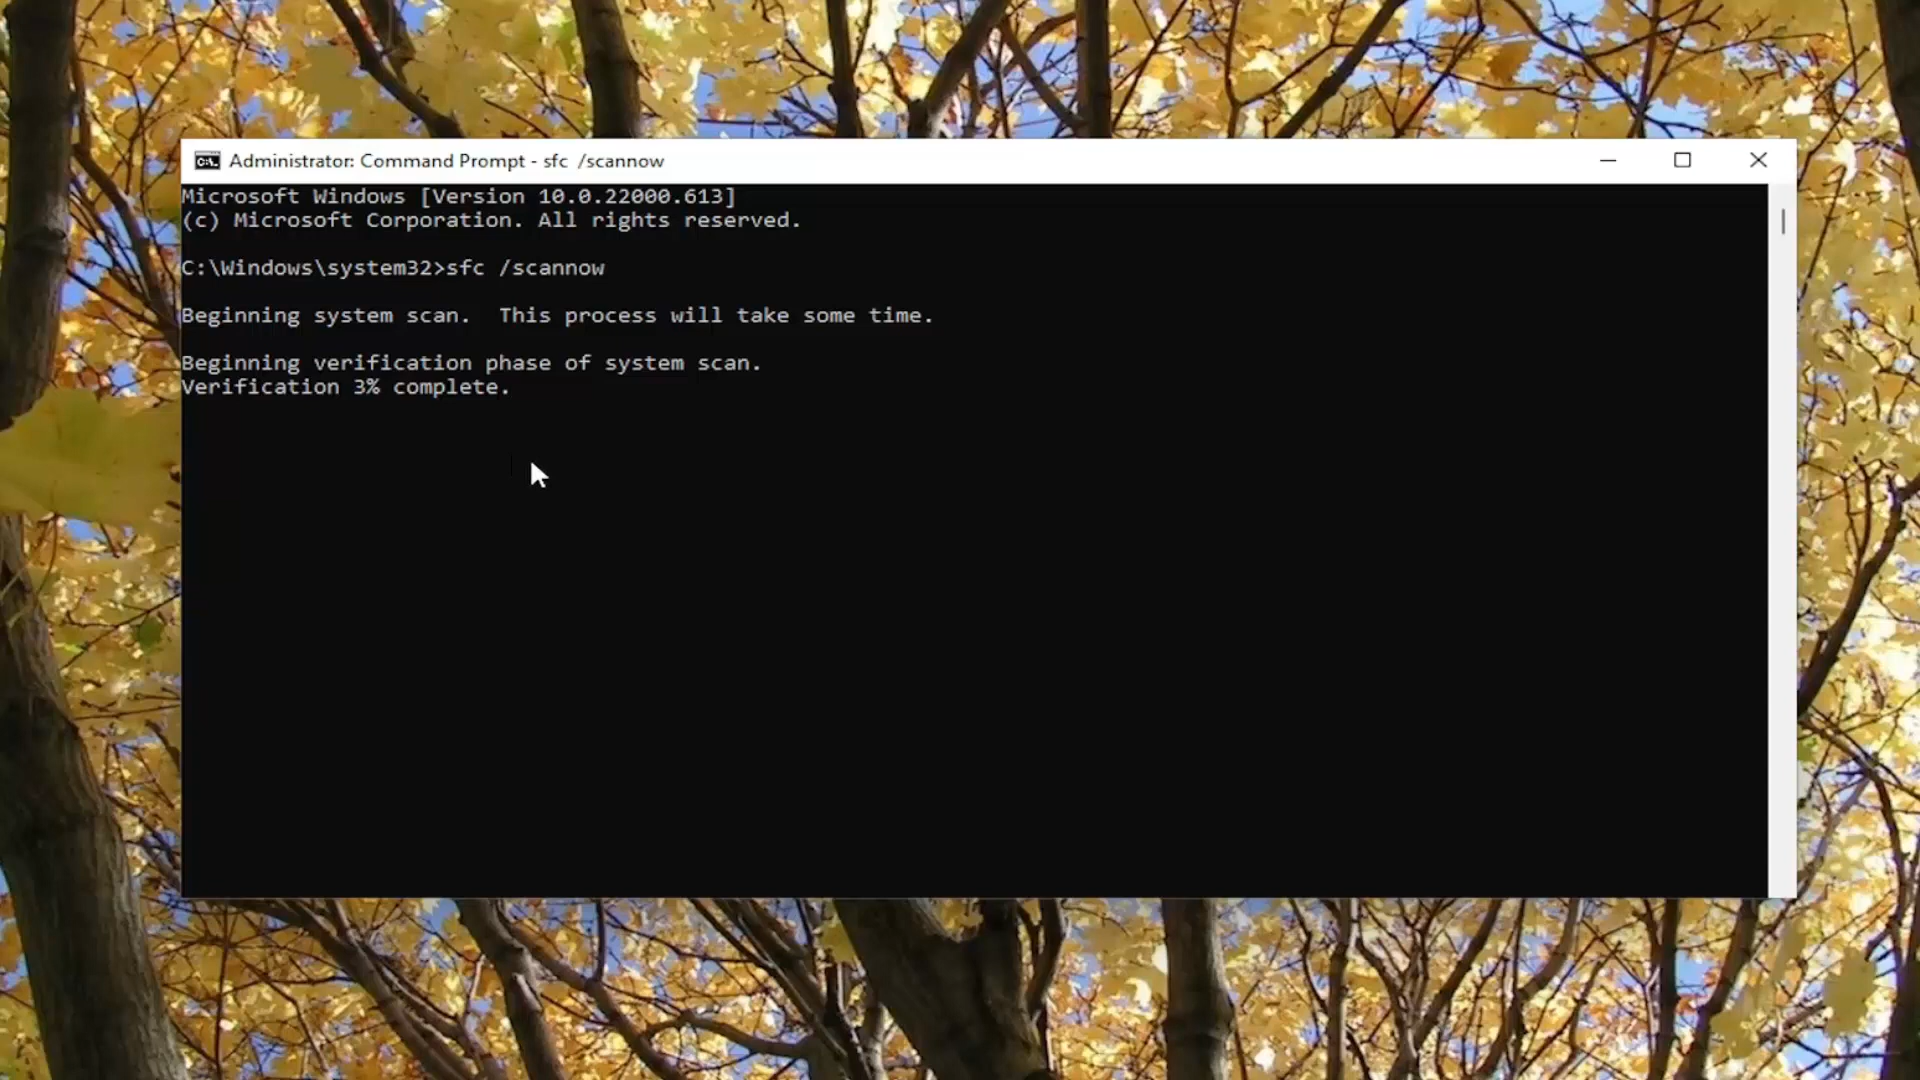 Administrator: Command Prompt - sfc  /scannow
Microsoft Windows [Version 10.0.22000.613]
(c) Microsoft Corporation. All rights reserved.
C:\Windows\system32>sfc /scannow
Beginning system scan.  This process will take some time.
Beginning verification phase of system scan.
Verification 3% complete.